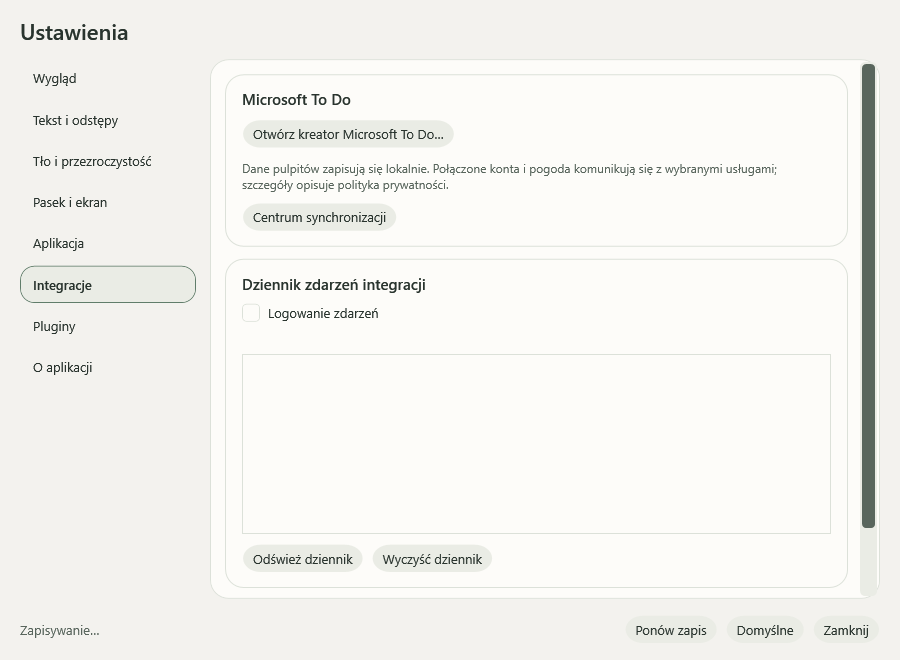 Ustawienia
Wygląd
Tekst i odstępy
Tło i przezroczystość
Pasek i ekran
Aplikacja
Integracje
Pluginy
O aplikacji
Microsoft To Do
Otwórz kreator Microsoft To Do...
Dane pulpitów zapisują się lokalnie. Połączone konta i pogoda komunikują się z wybranymi usługami;
szczegóły opisuje polityka prywatności.
Centrum synchronizacji
Dziennik zdarzeń integracji
Logowanie zdarzeń
Odśwież dziennik
Wyczyść dziennik
Zapisywanie...
Ponów zapis
Domyślne
Zamknij